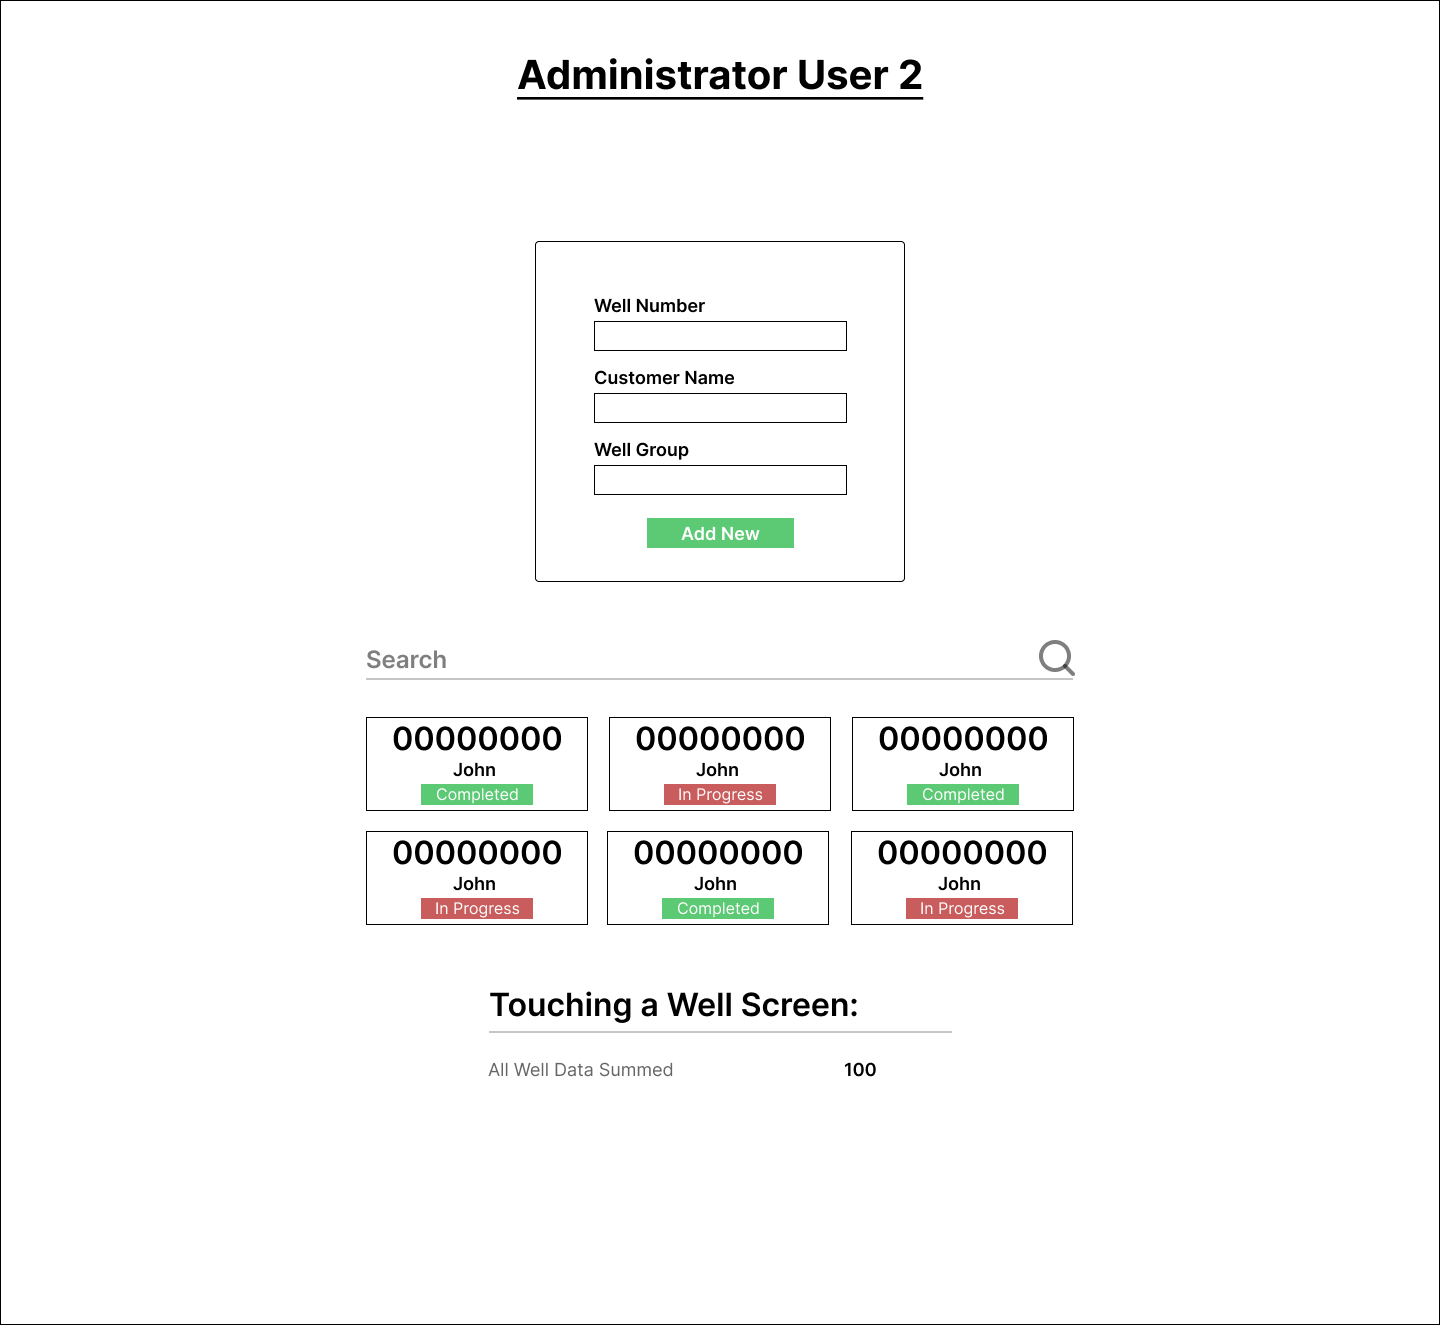 Administrator User 2
Well Number
Customer Name
Well Group
Add New
Search
00000000 00000000 00000000
John John John
Completed In Progress Completed
00000000 00000000 00000000
John John John
In Progress Completed In Progress
Touching a Well Screen:
All Well Data Summed 100